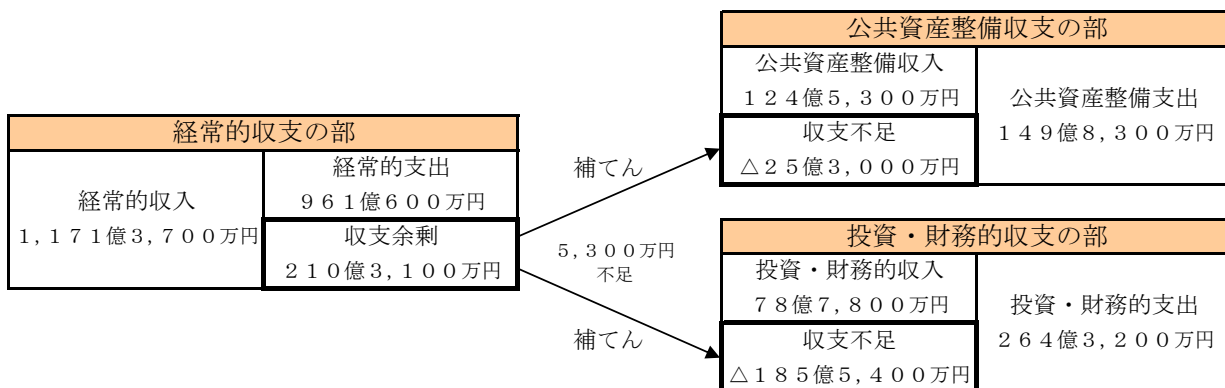 経常的収支の部
経常的収入
１,１７１億３,７００万円
経常的支出
９６１億６００万円
収支余剰
２１０億３,１００万円
補てん
５,３００万円
不足
補てん
公共資産整備収支の部
公共資産整備収入
１２４億５,３００万円
収支不足
△２５億３,０００万円
公共資産整備支出
１４９億８,３００万円
投資・財務的収支の部
投資・財務的収入
７８億７,８００万円
収支不足
△１８５億５,４００万円
投資・財務的支出
２６４億３,２００万円